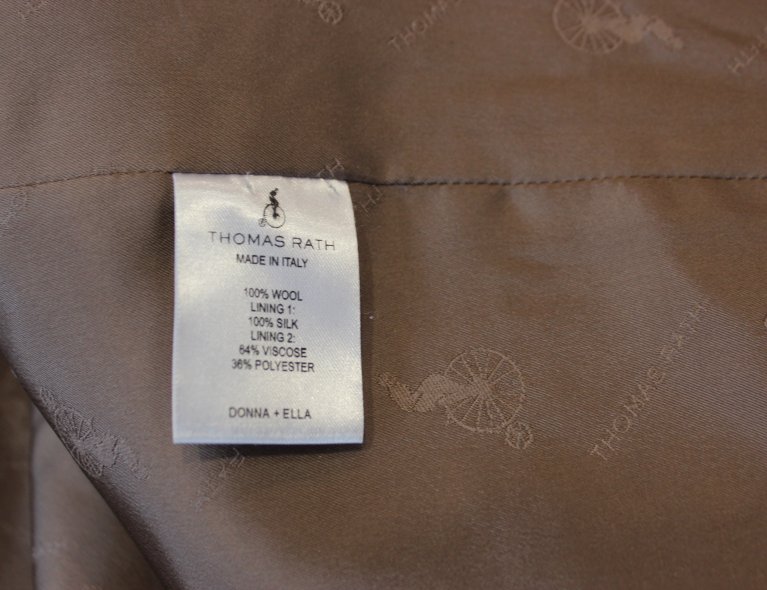 THOMAS RATH
MADE IN ITALY
100% WOOL
LINING 1:
100% SILK
LINING 2:
64% VISCOSE
36% POLYESTER
DONNA + ELLA
THOMAS RATH